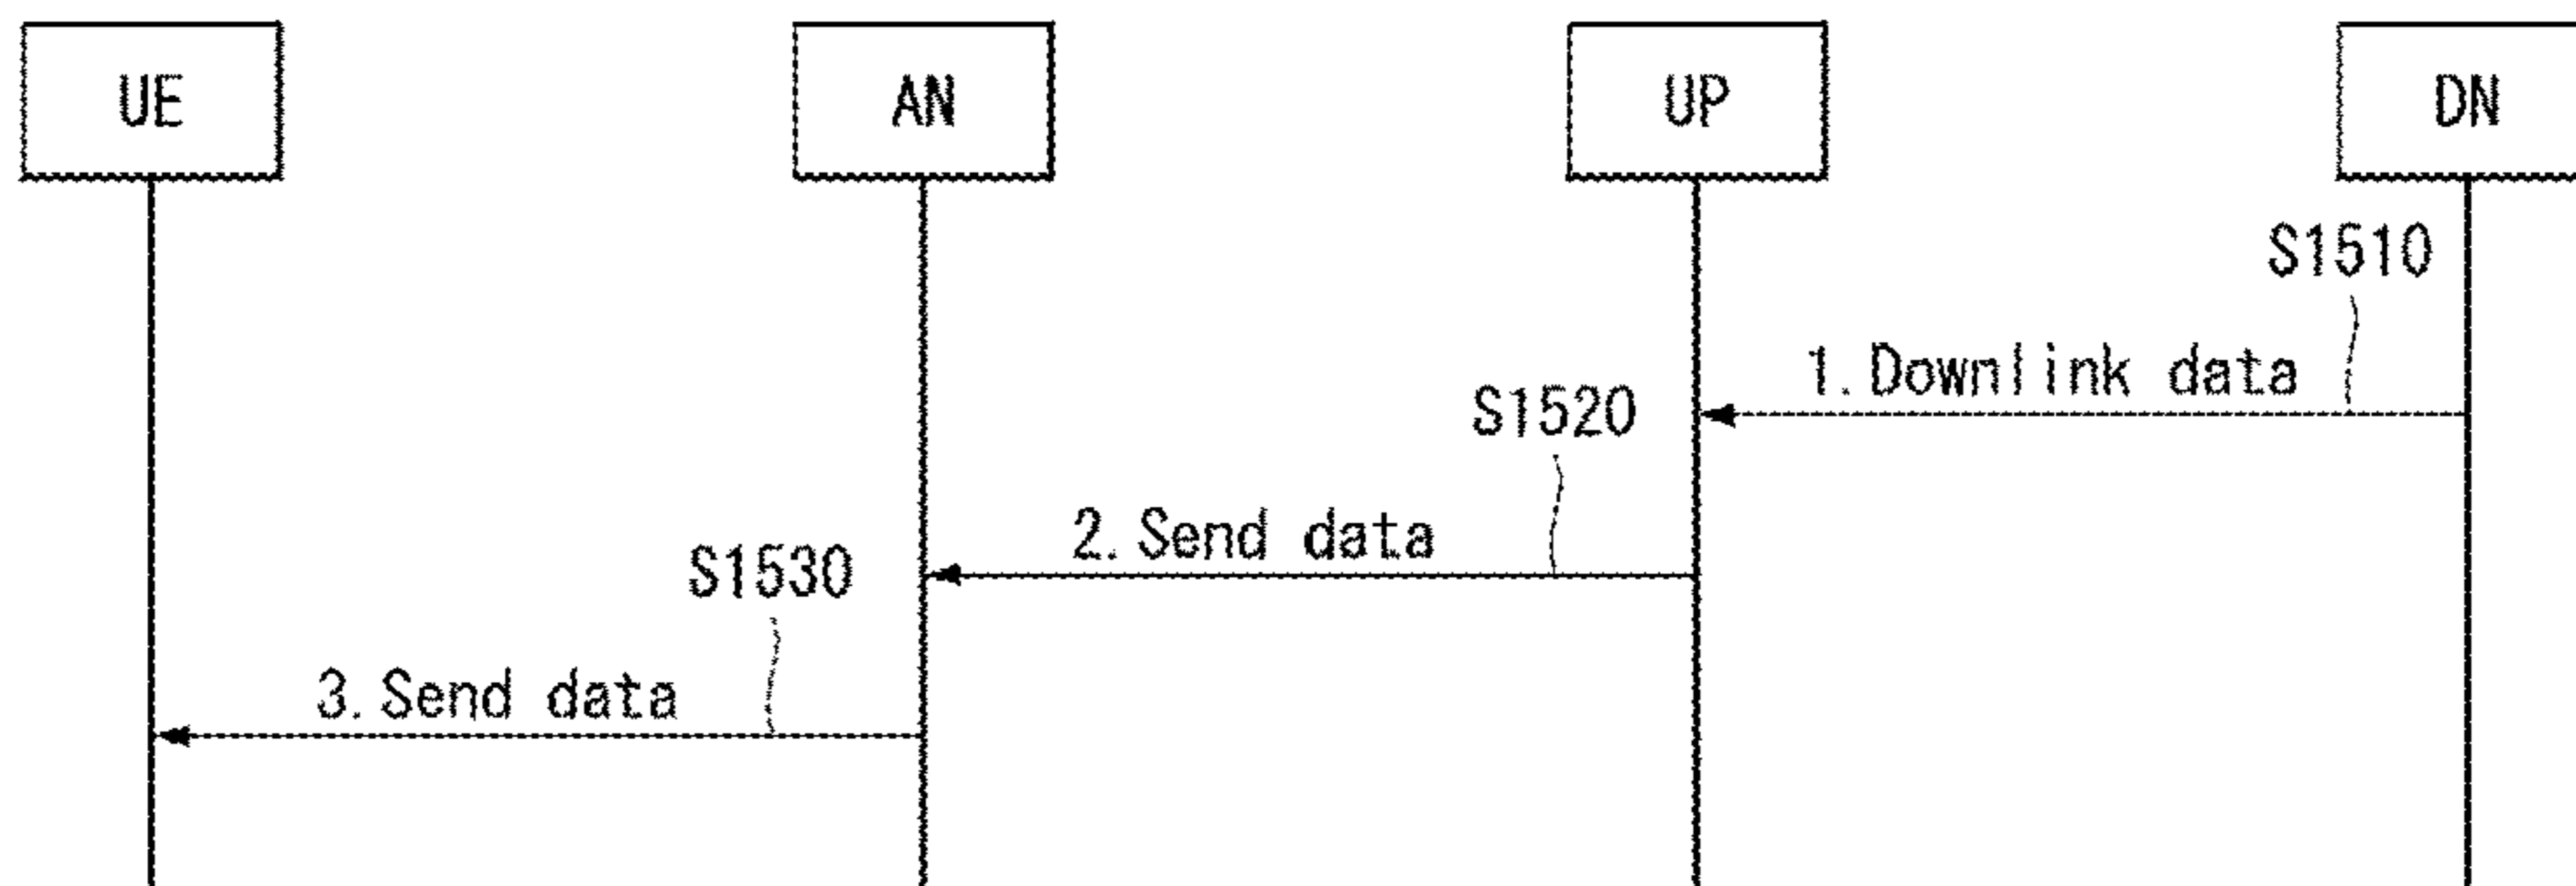 UE AN UP DN
S1510
1. Downlink data
S1520
2. Send data
S1530
3. Send data